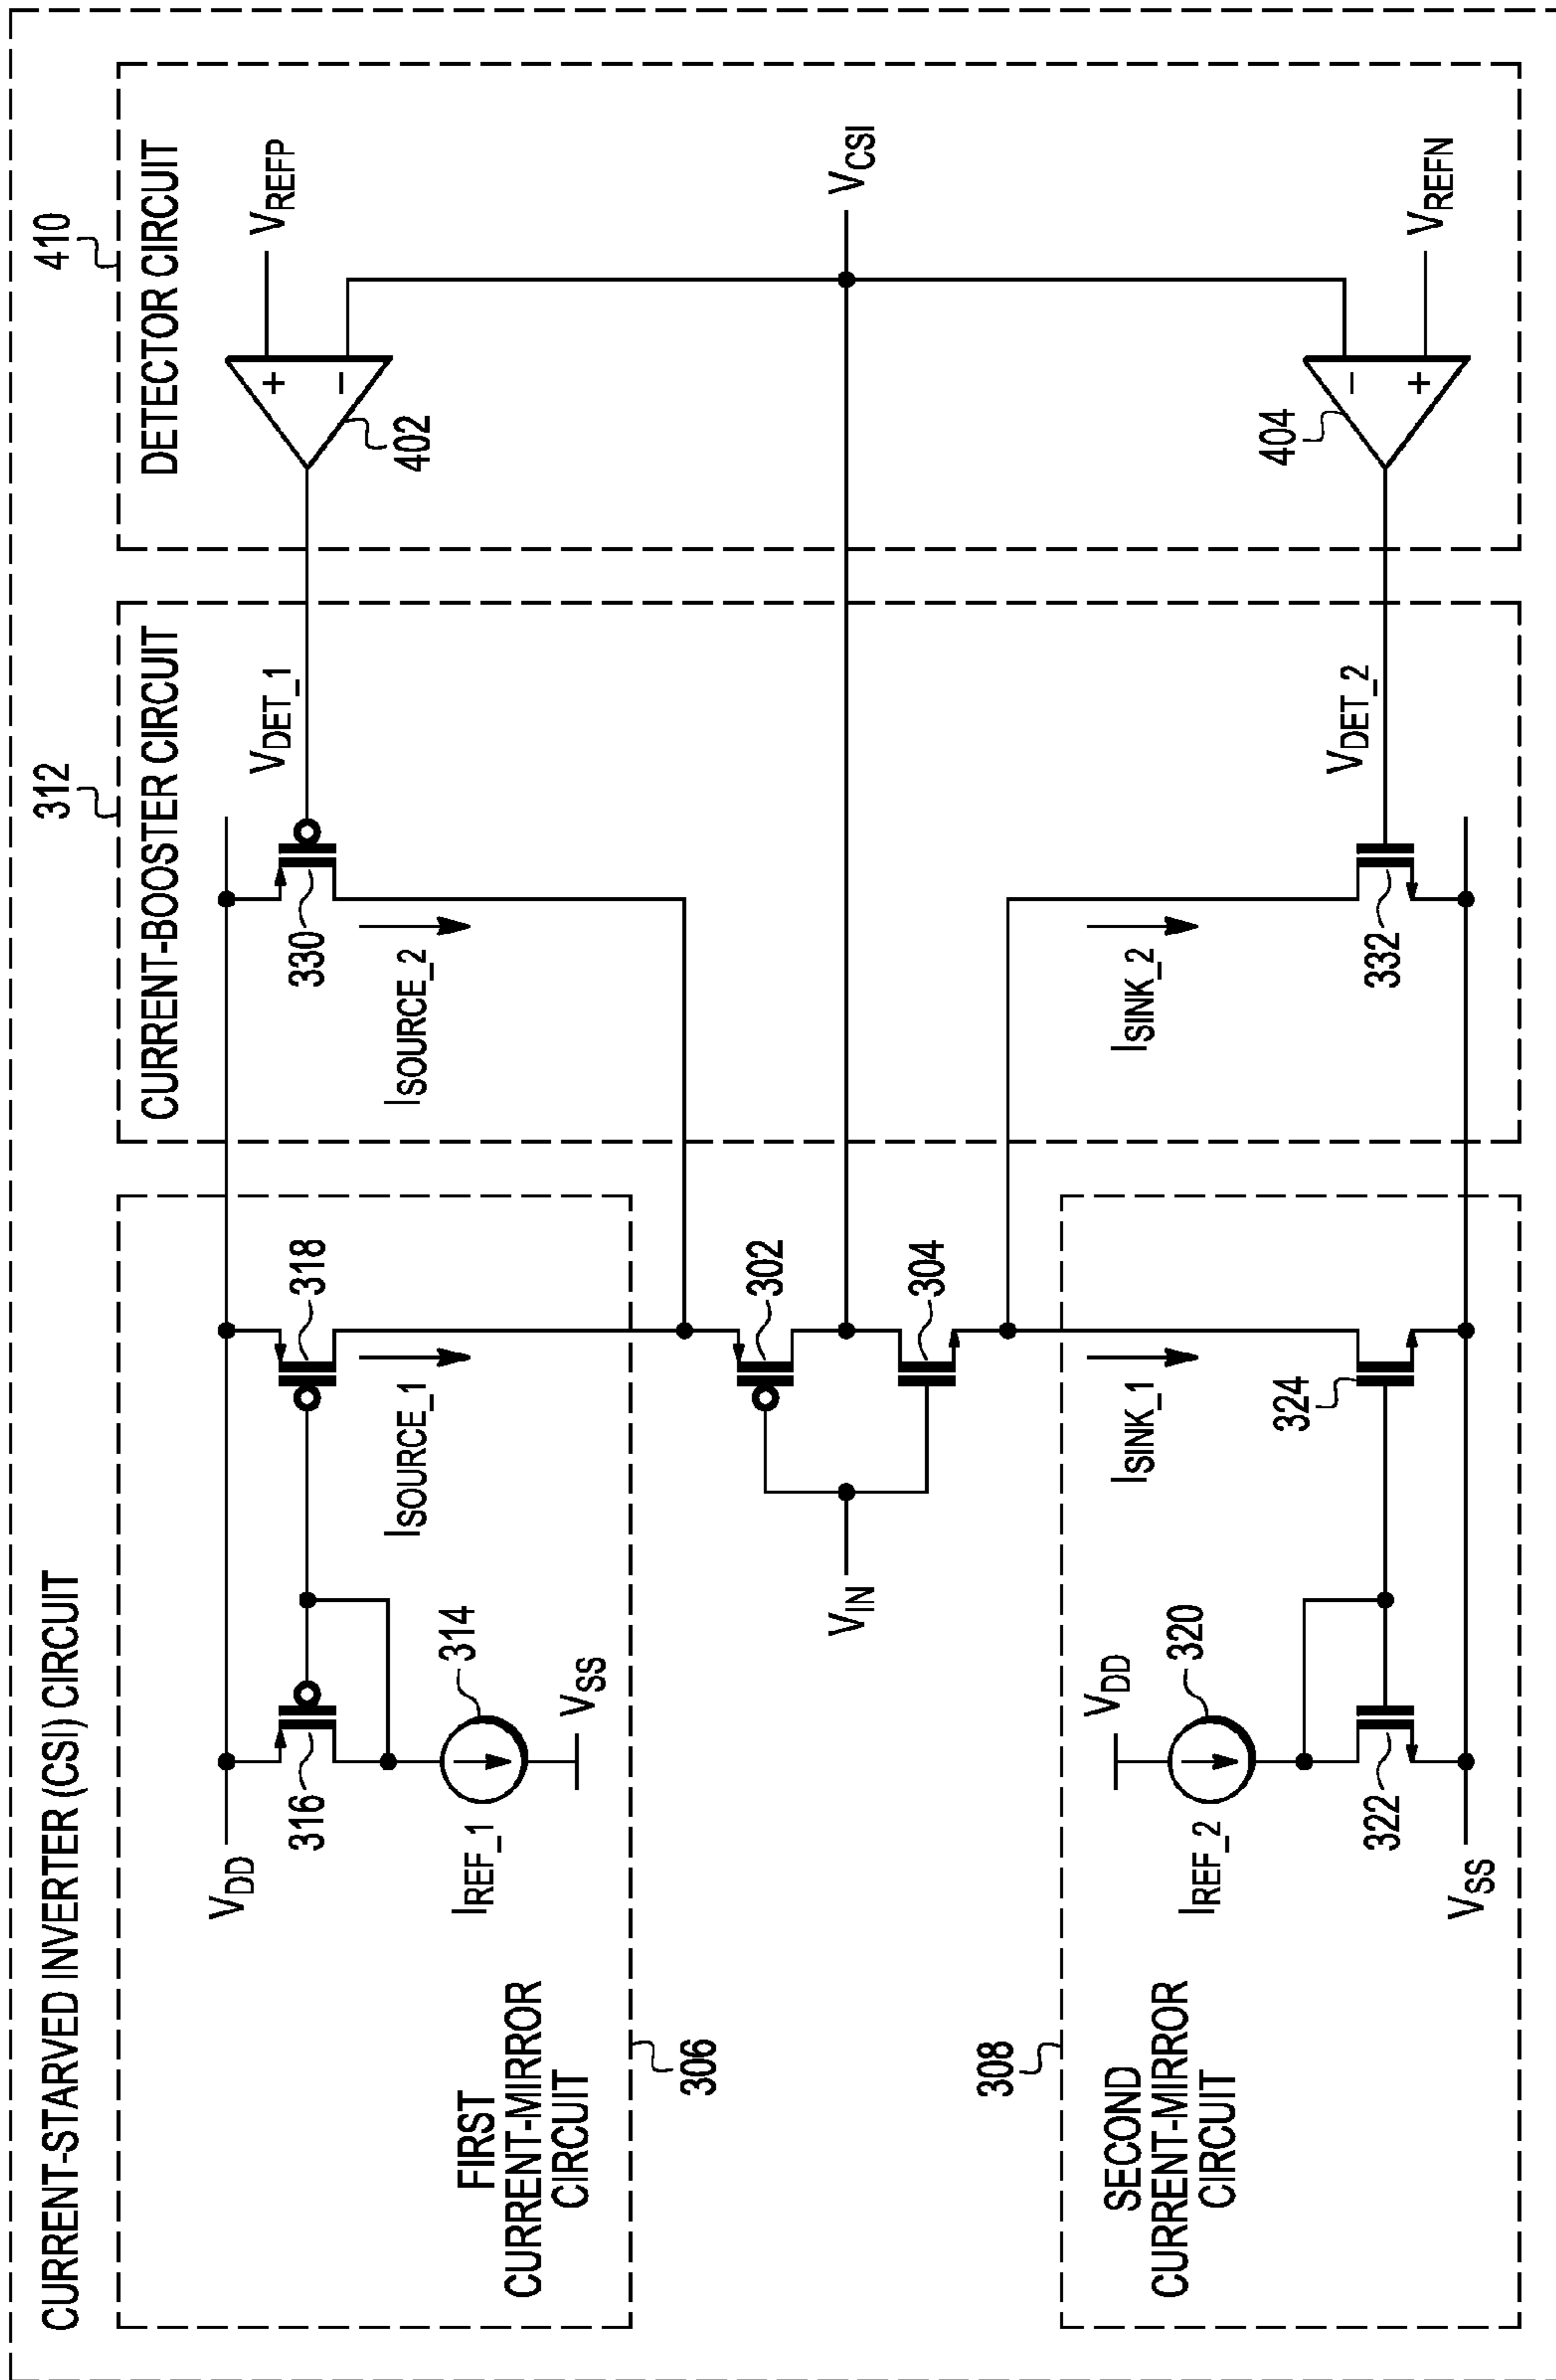 CURRENT-STARVED INVERTER (CSI) CIRCUIT
306
FIRST
CURRENT-MIRROR
CIRCUIT
VDD
316
318
314
IREF_1
VSS
ISOURCE_1
312
CURRENT-BOOSTER CIRCUIT
VDET_1
330
ISOURCE_2
410
DETECTOR CIRCUIT
VREFP
+
−
402
VIN
302
304
VCSI
308
SECOND
CURRENT-MIRROR
CIRCUIT
VDD
320
IREF_2
322
324
VSS
ISINK_1
ISINK_2
VDET_2
332
404
−
+
VREFN